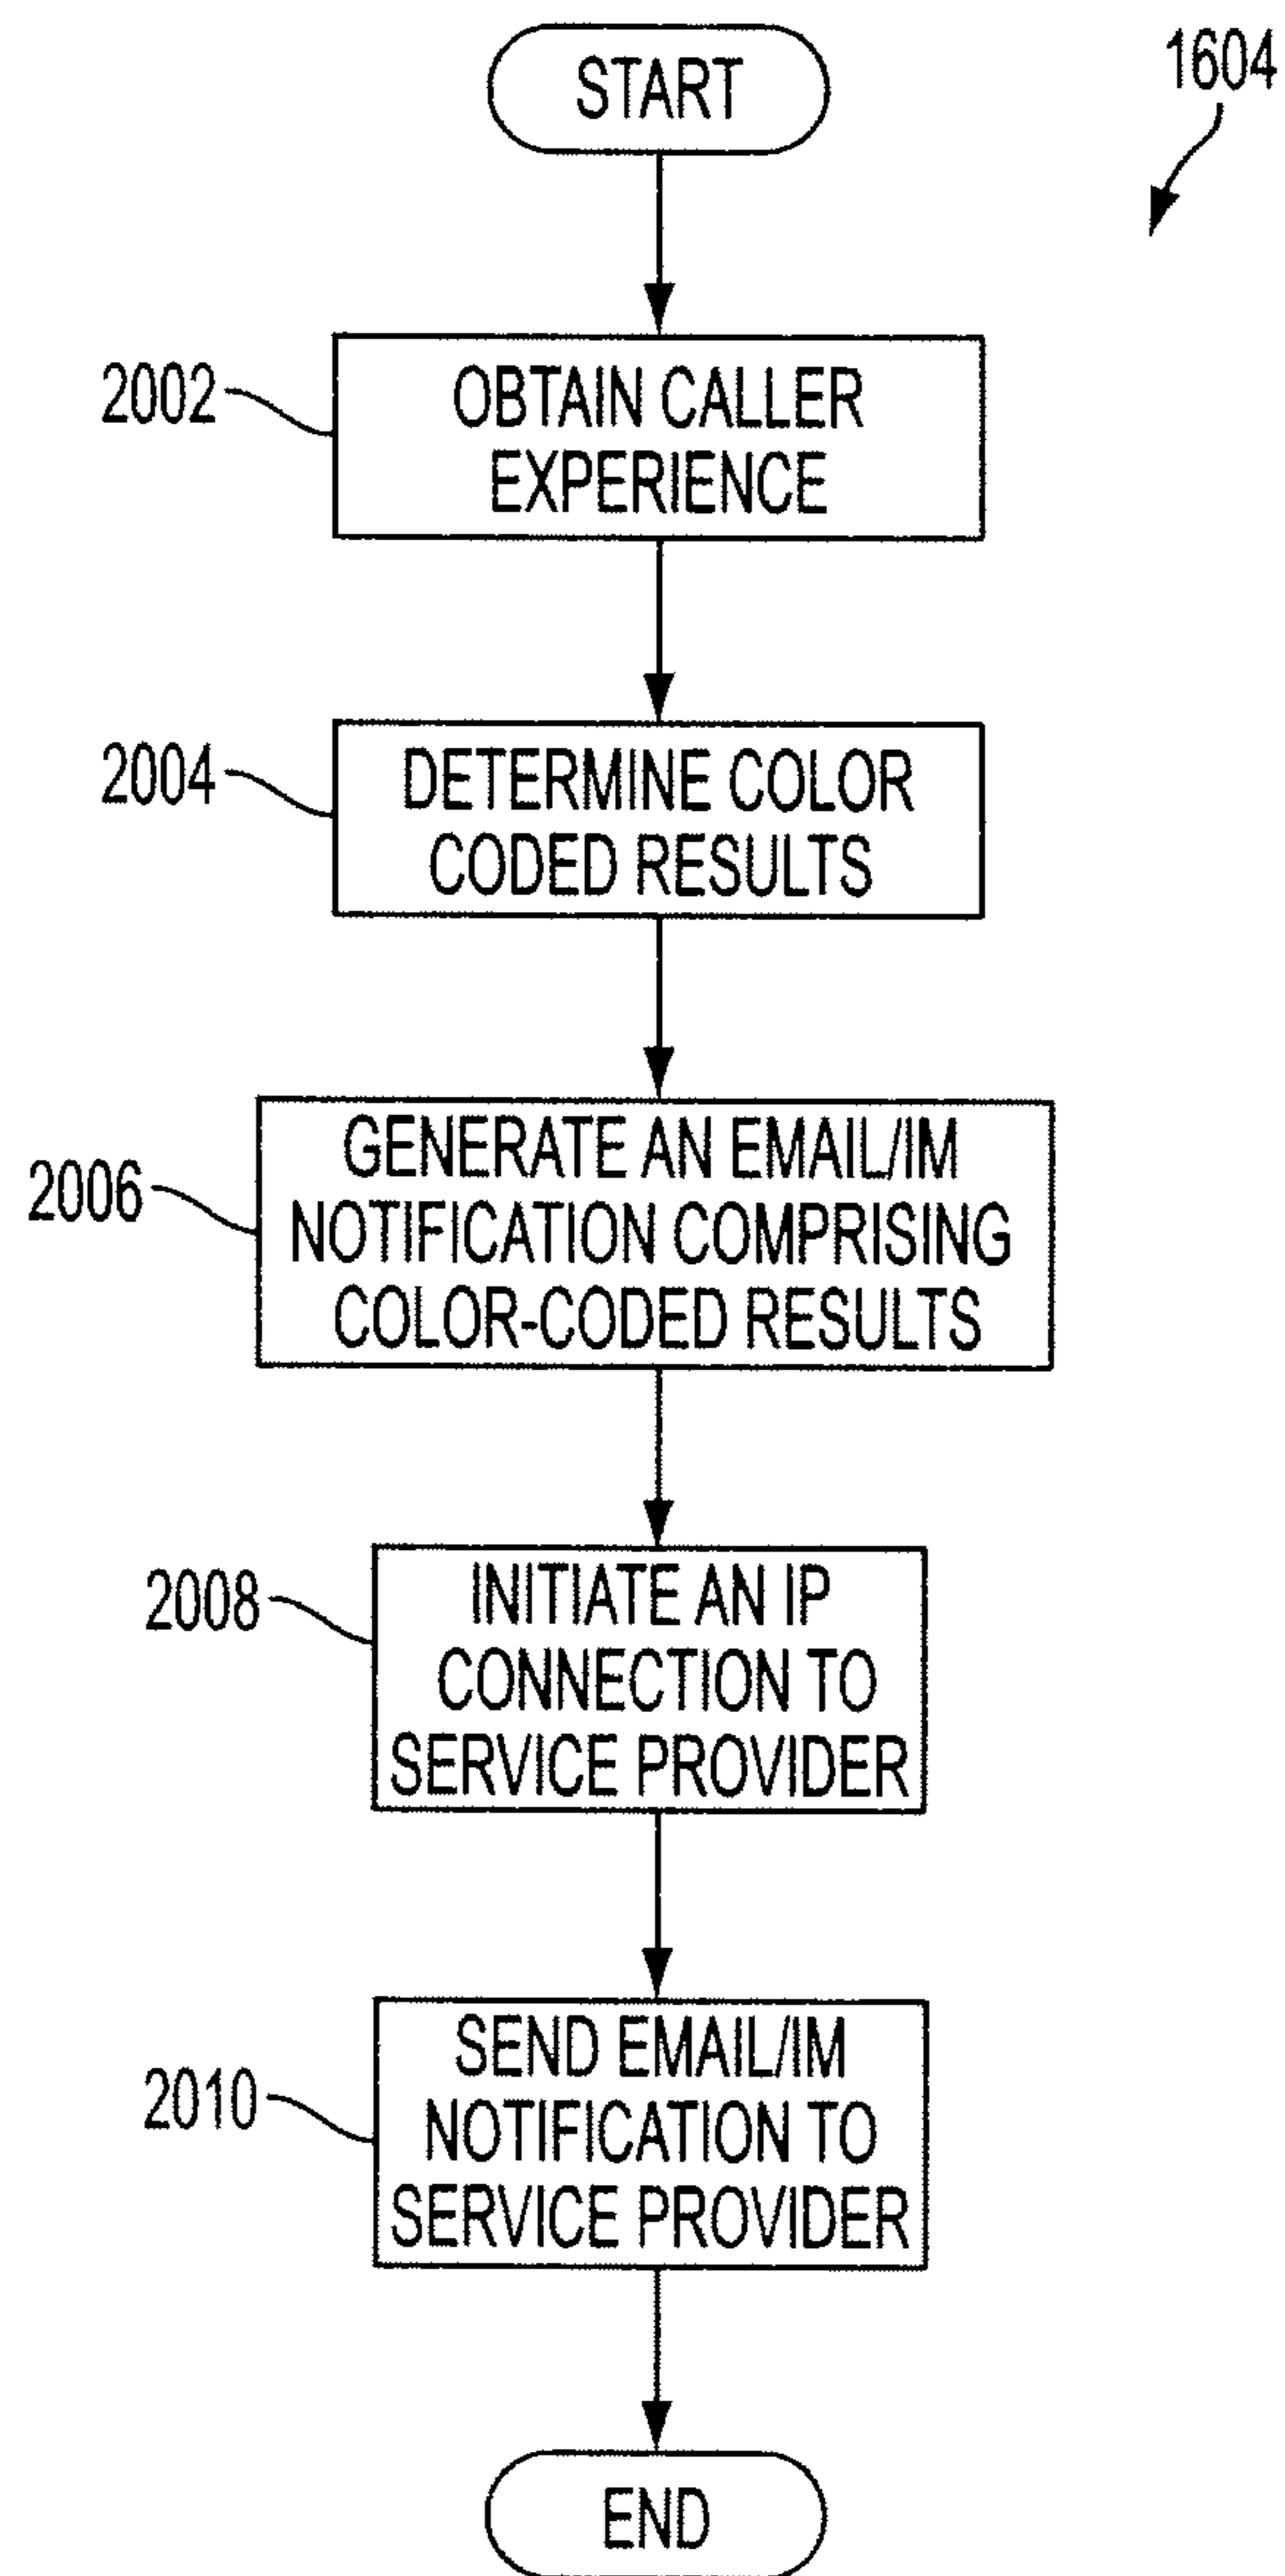 START
1604
2002
OBTAIN CALLER
EXPERIENCE
2004
DETERMINE COLOR
CODED RESULTS
2006
GENERATE AN EMAIL/IM
NOTIFICATION COMPRISING
COLOR-CODED RESULTS
2008
INITIATE AN IP
CONNECTION TO
SERVICE PROVIDER
2010
SEND EMAIL/IM
NOTIFICATION TO
SERVICE PROVIDER
END